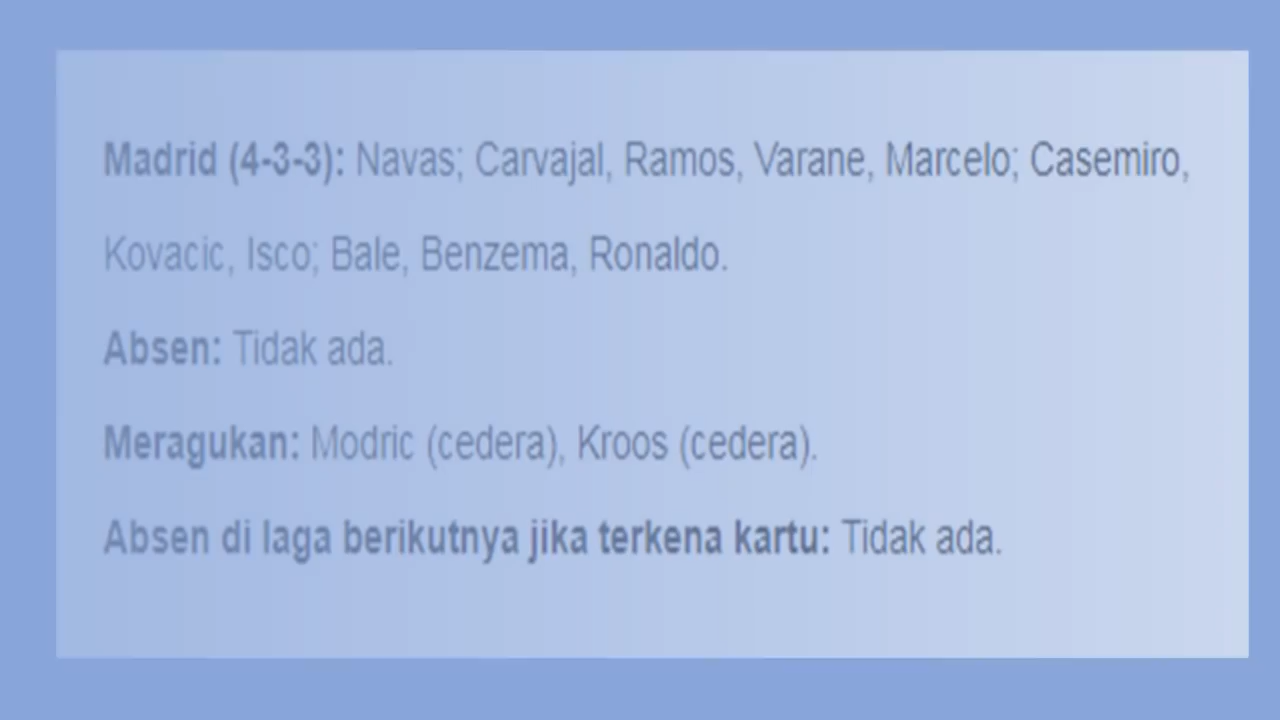 Madrid (4-3-3): Navas; Carvajal, Ramos, Varane, Marcelo; Casemiro,
Kovacic, Isco; Bale, Benzema, Ronaldo.
Absen: Tidak ada.
Meragukan: Modric (cedera), Kroos (cedera).
Absen di laga berikutnya jika terkena kartu: Tidak ada.